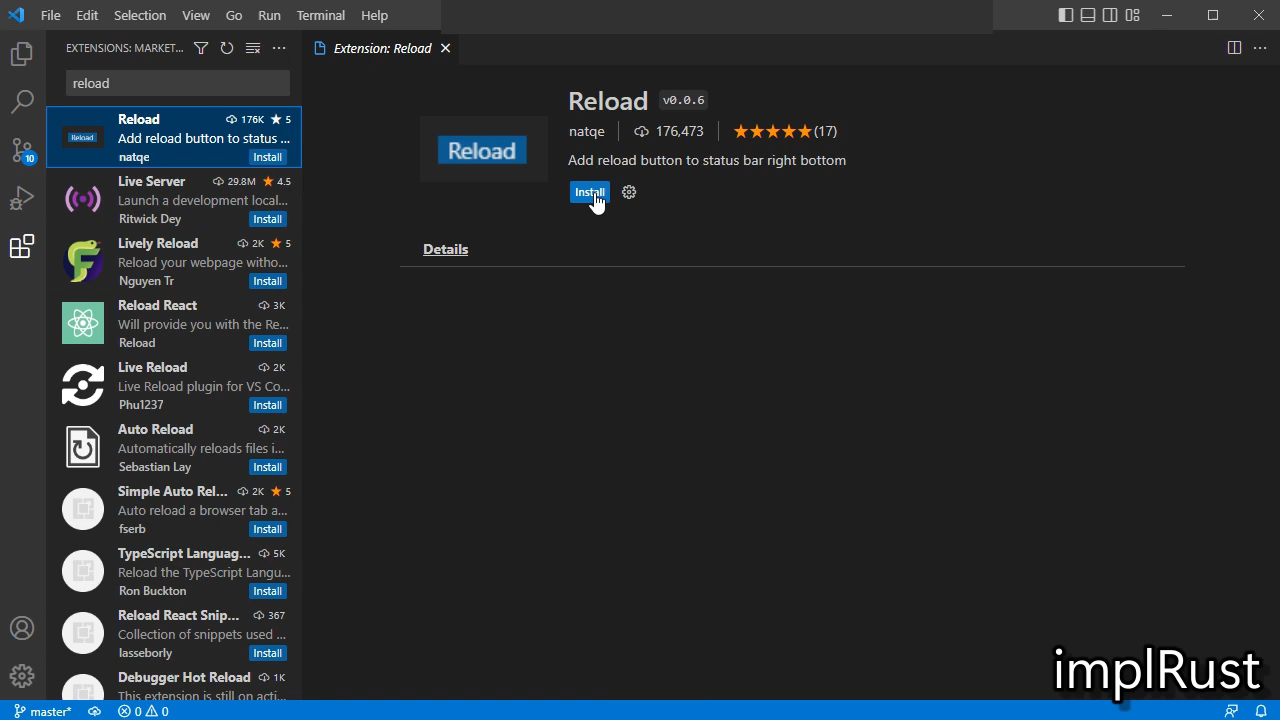 File Edit Selection View Go Run Terminal Help
EXTENSIONS: MARKET...
Extension: Reload
reload
Reload 176K 5
Add reload button to status ...
natqe Install
Live Server 29.8M 4.5
Launch a development local...
Ritwick Dey Install
Lively Reload 2K 5
Reload your webpage witho...
Nguyen Tr Install
Reload React 3K
Will provide you with the Re...
Reload Install
Live Reload 2K
Live Reload plugin for VS Co...
Phu1237 Install
Auto Reload 2K
Automatically reloads files i...
Sebastian Lay Install
Simple Auto Rel... 2K 5
Auto reload a browser tab a...
fserb Install
TypeScript Languag... 5K
Reload the TypeScript Langu...
Ron Buckton Install
Reload React Snip... 367
Collection of snippets used ...
lasseborly Install
Debugger Hot Reload 1K
This extension is still on acti...
10
Reload
Reload v0.0.6
natqe 176,473 (17)
Add reload button to status bar right bottom
Install
Details
implRust
master* 0 0